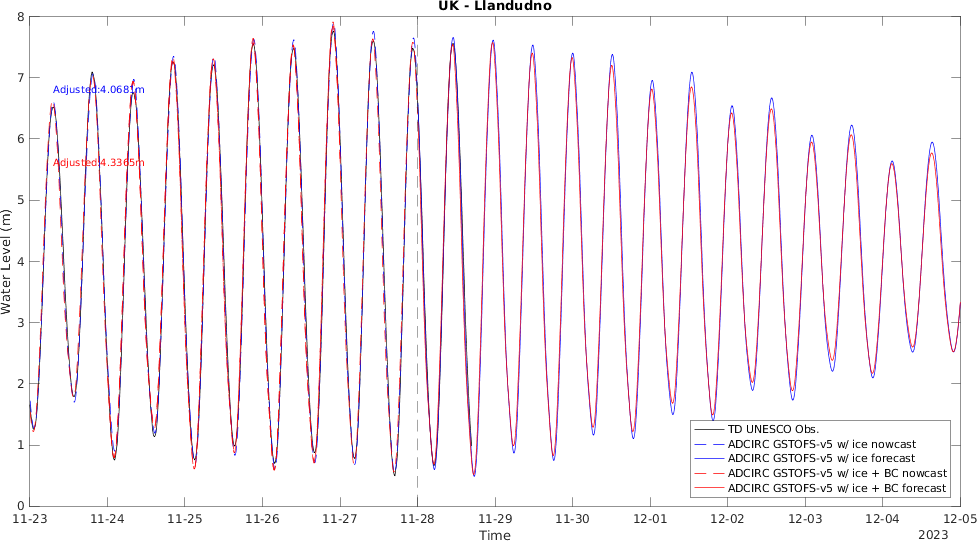 UK - Llandudno
Water Level (m)
8
7
6
5
4
3
2
1
0
Adjusted:4.0681m
Adjusted:4.3365m
TD UNESCO Obs.
ADCIRC GSTOFS-v5 w/ ice nowcast
ADCIRC GSTOFS-v5 w/ ice forecast
ADCIRC GSTOFS-v5 w/ ice + BC nowcast
ADCIRC GSTOFS-v5 w/ ice + BC forecast
11-23 11-24 11-25 11-26 11-27 11-28 11-29 11-30 12-01 12-02 12-03 12-04 12-05
Time
2023